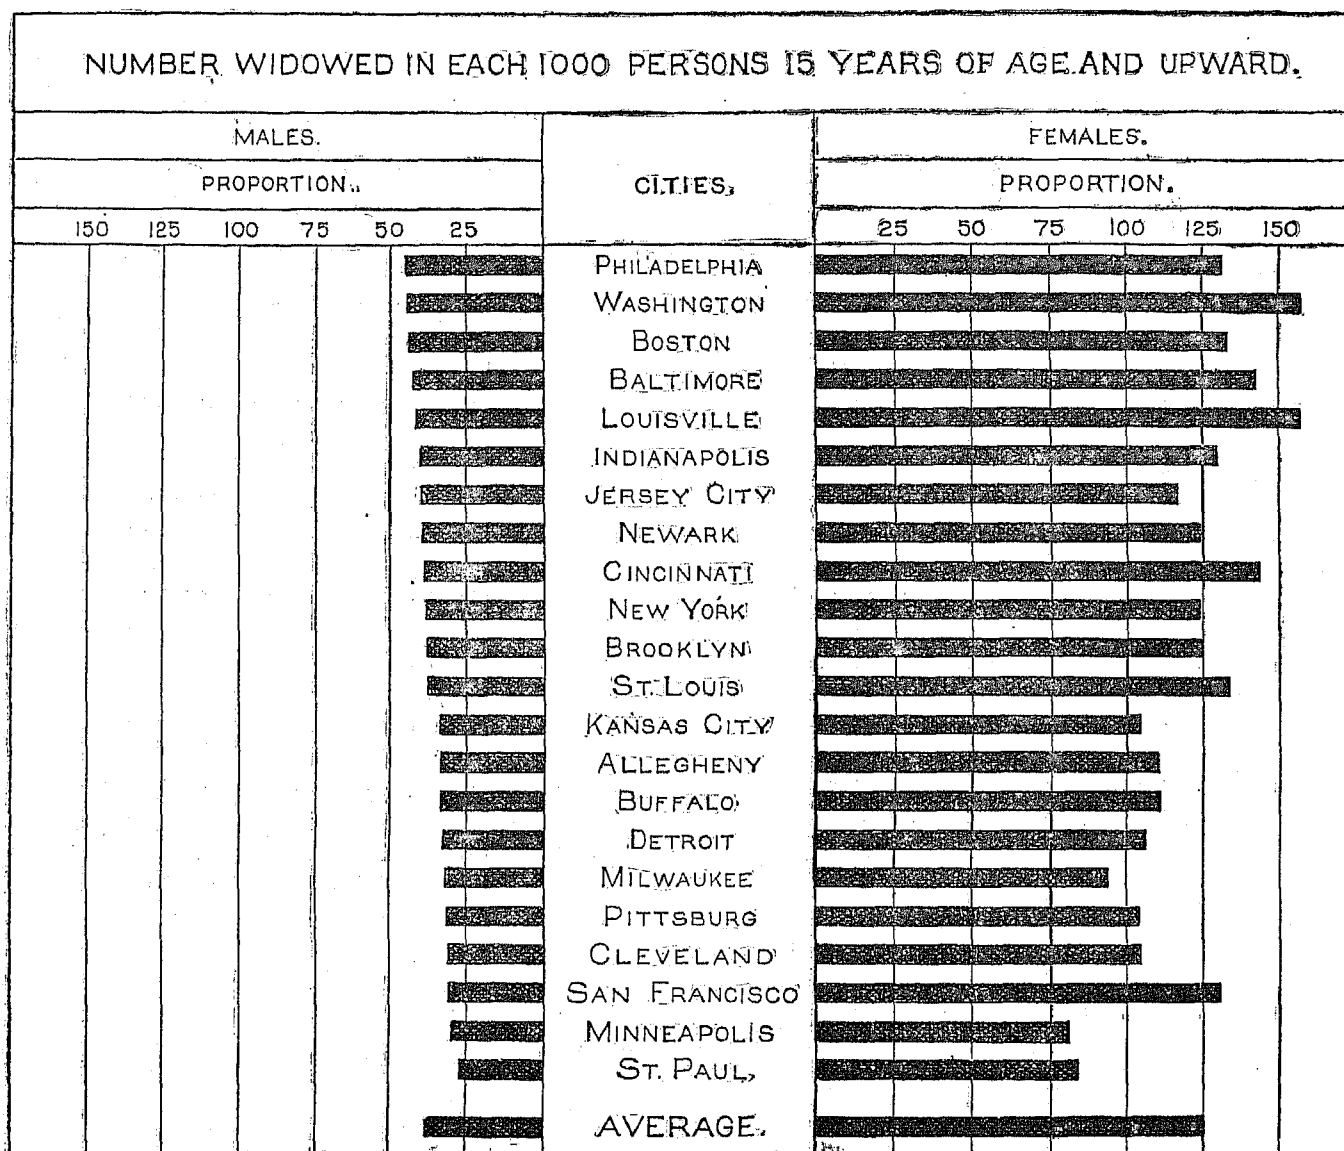 NUMBER WIDOWED IN EACH 1000 PERSONS 15 YEARS OF AGE AND UPWARD.
MALES. FEMALES.
PROPORTION. CITIES. PROPORTION.
150 125 100 75 50 25 25 50 75 100 125 150
PHILADELPHIA
WASHINGTON
BOSTON
BALTIMORE
LOUISVILLE
INDIANAPOLIS
JERSEY CITY
NEWARK
CINCINNATI
NEW YORK
BROOKLYN
ST. LOUIS
KANSAS CITY
ALLEGHENY
BUFFALO
DETROIT
MILWAUKEE
PITTSBURG
CLEVELAND
SAN FRANCISCO
MINNEAPOLIS
ST. PAUL,
AVERAGE.